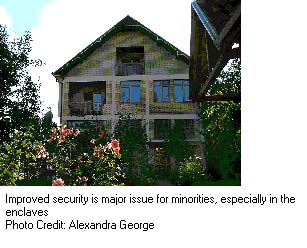 Improved security is major issue for minorities, especially in the
enclaves
Photo Credit: Alexandra George